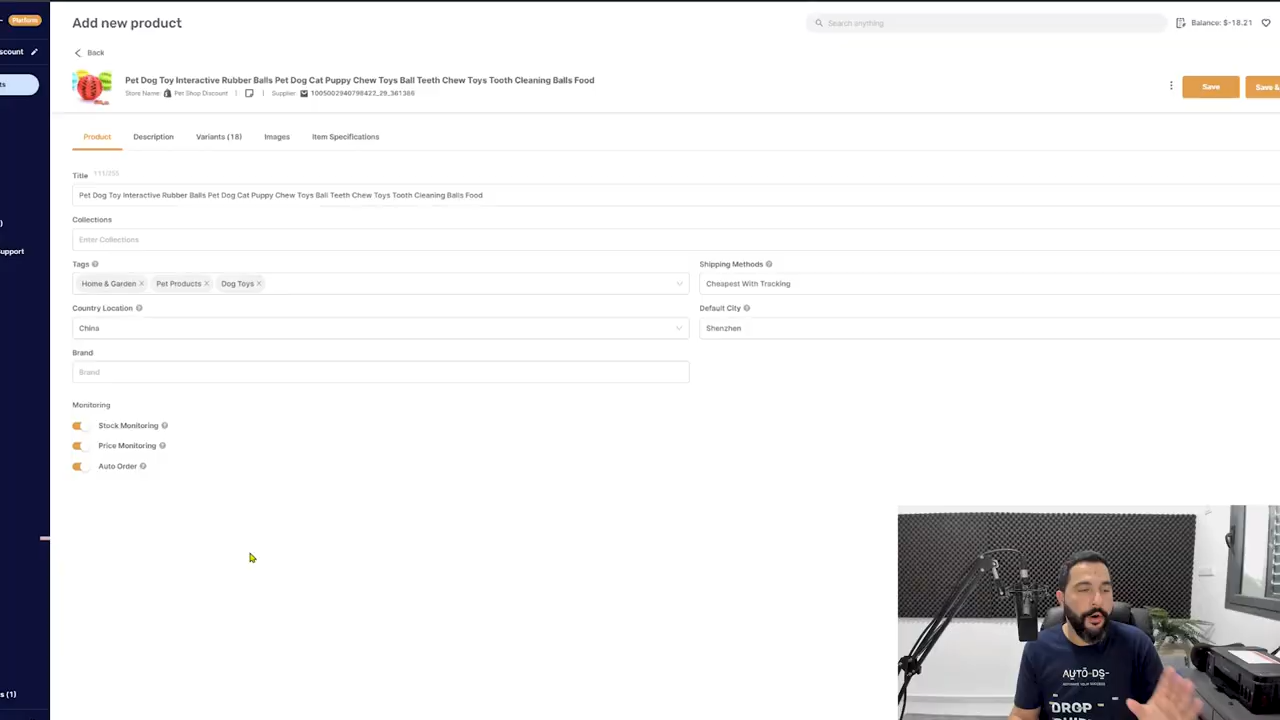 Platform
Add new product
Search anything
Balance: $-18.21
scount
Back
ts
Pet Dog Toy Interactive Rubber Balls Pet Dog Cat Puppy Chew Toys Ball Teeth Chew Toys Tooth Cleaning Balls Food
Store Name: Pet Shop Discount | | Supplier: 1005002940798422_29_361386
Save
Save &
Product
Description
Variants (18)
Images
Item Specifications
Title 111/255
Pet Dog Toy Interactive Rubber Balls Pet Dog Cat Puppy Chew Toys Ball Teeth Chew Toys Tooth Cleaning Balls Food
Collections
Enter Collections
upport
Tags
Shipping Methods
Home & Garden × Pet Products × Dog Toys ×
Cheapest With Tracking
Country Location
Default City
China
Shenzhen
Brand
Brand
Monitoring
Stock Monitoring
Price Monitoring
Auto Order
AUTO-DS-
DROP
s (1)